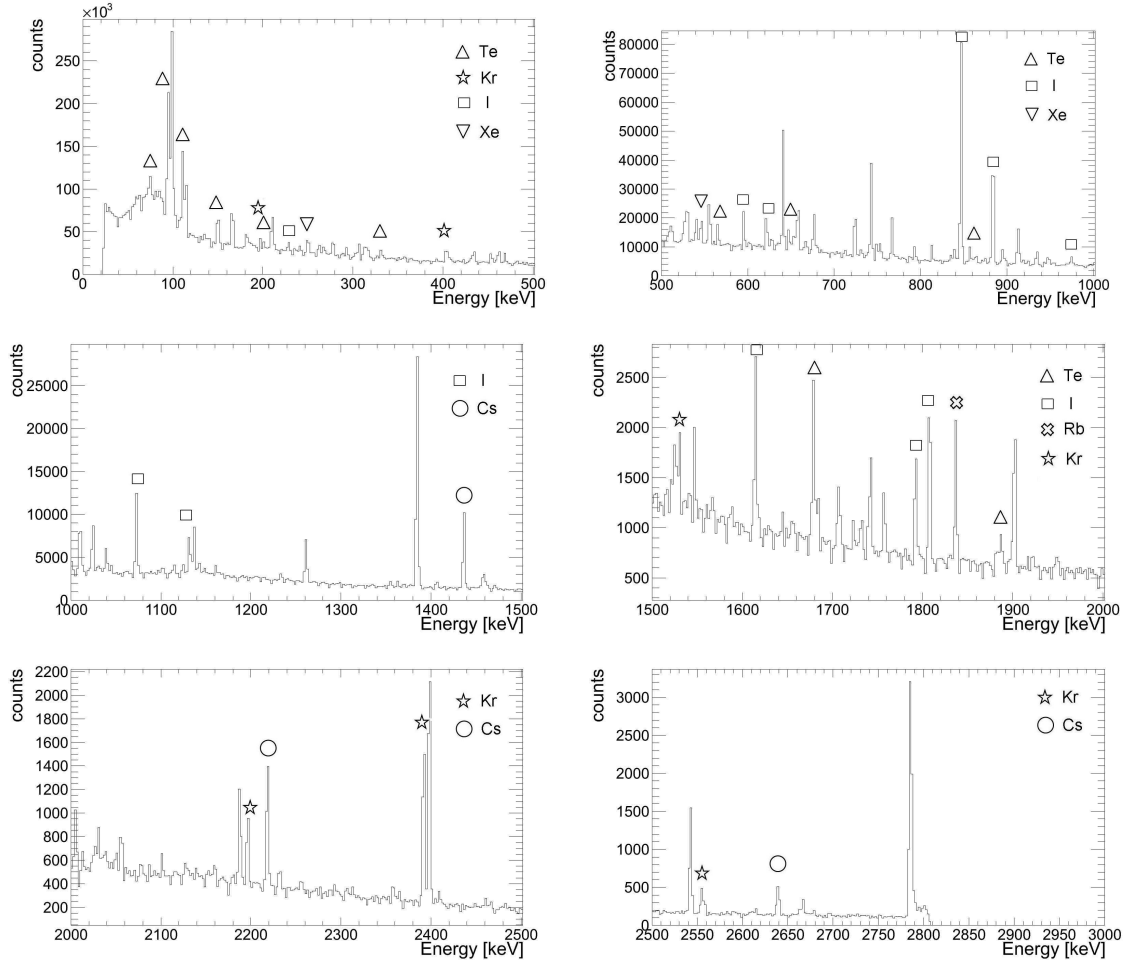 ×10³
counts
250
200
150
100
50
0
0 100 200 300 400 500
Energy [keV]
Te
Kr
I
Xe
counts
80000
70000
60000
50000
40000
30000
20000
10000
0
500 600 700 800 900 1000
Energy [keV]
Te
I
Xe
counts
25000
20000
15000
10000
5000
0
1000 1100 1200 1300 1400 1500
Energy [keV]
I
Cs
counts
2500
2000
1500
1000
500
1500 1600 1700 1800 1900 2000
Energy [keV]
Te
I
Rb
Kr
counts
2200
2000
1800
1600
1400
1200
1000
800
600
400
200
2000 2100 2200 2300 2400 2500
Energy [keV]
Kr
Cs
counts
3000
2500
2000
1500
1000
500
0
2500 2550 2600 2650 2700 2750 2800 2850 2900 2950 3000
Energy [keV]
Kr
Cs